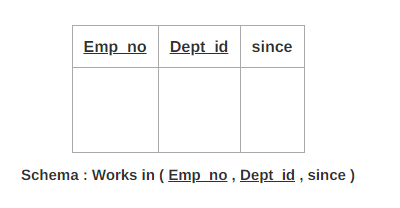 Emp_no Dept_id since
Schema : Works in ( Emp_no , Dept_id , since )